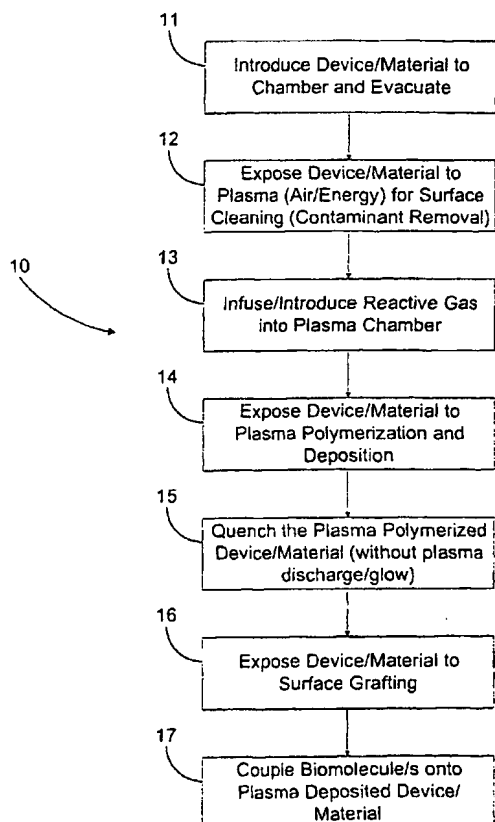 11
Introduce Device/Material to
Chamber and Evacuate
12
Expose Device/Material to
Plasma (Air/Energy) for Surface
Cleaning (Contaminant Removal)
10
13
Infuse/Introduce Reactive Gas
into Plasma Chamber
14
Expose Device/Material to
Plasma Polymerization and
Deposition
15
Quench the Plasma Polymerized
Device/Material (without plasma
discharge/glow)
16
Expose Device/Material to
Surface Grafting
17
Couple Biomolecule/s onto
Plasma Deposited Device/
Material